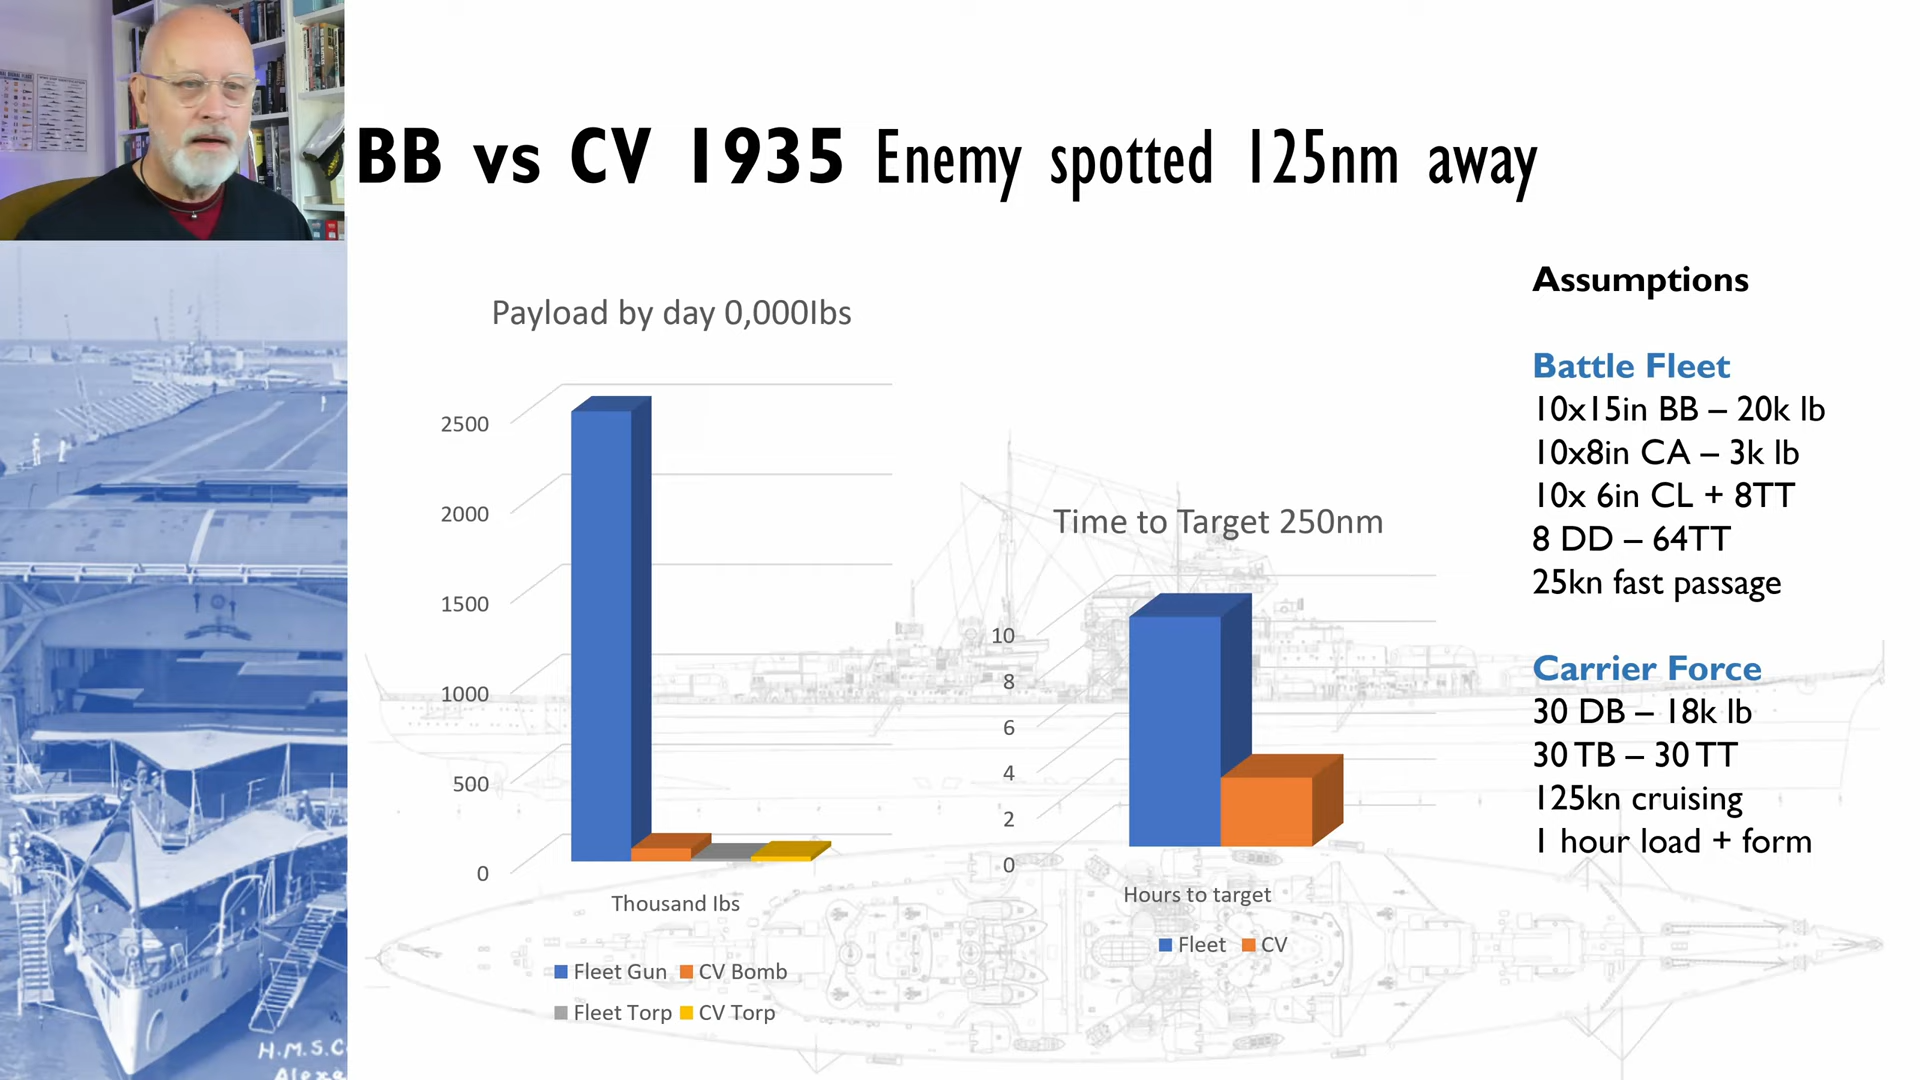 BB vs CV 1935 Enemy spotted 125nm away
Payload by day 0,000lbs
2500
2000
1500
1000
500
0
Thousand lbs
Fleet Gun CV Bomb
Fleet Torp CV Torp
Time to Target 250nm
10
8
6
4
2
0
Hours to target
Fleet CV
Assumptions
Battle Fleet
10x15in BB – 20k lb
10x8in CA – 3k lb
10x 6in CL + 8TT
8 DD – 64TT
25kn fast passage
Carrier Force
30 DB – 18k lb
30 TB – 30 TT
125kn cruising
1 hour load + form
H.M.S.C
Alexa